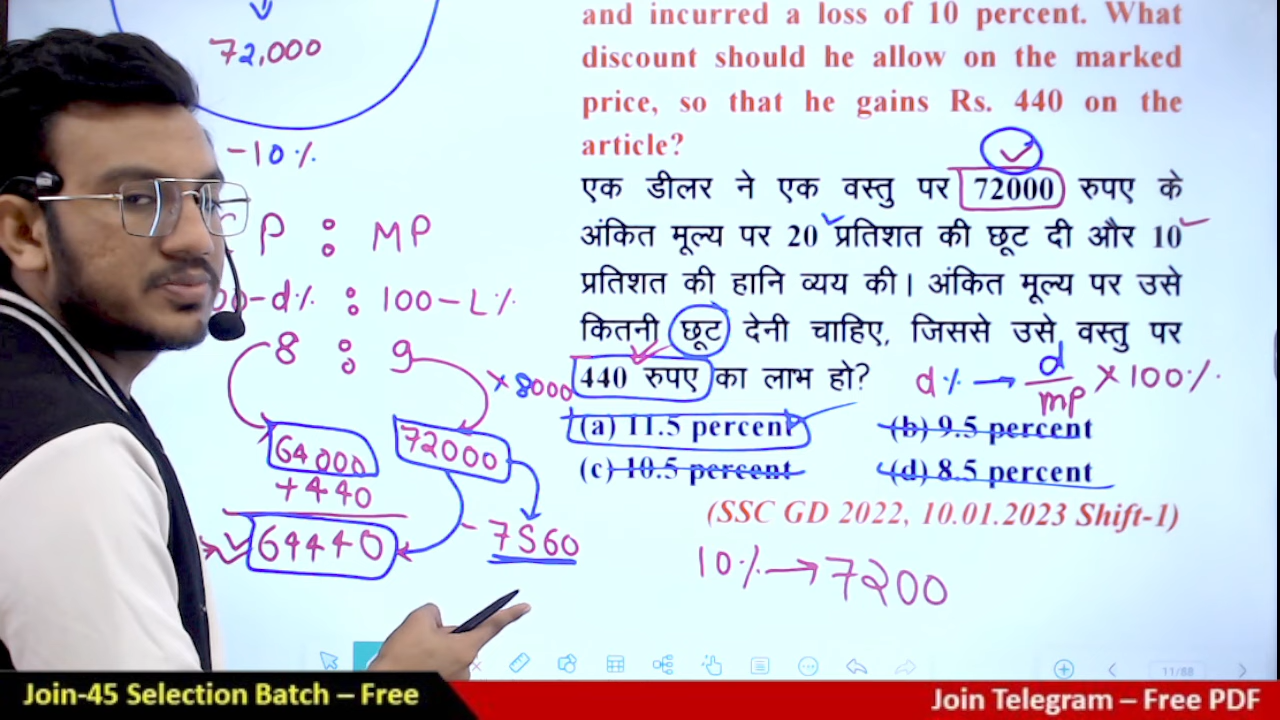 72,000
-10%
and incurred a loss of 10 percent. What
discount should he allow on the marked
price, so that he gains Rs. 440 on the
article?
एक डीलर ने एक वस्तु पर 72000 रुपए के
अंकित मूल्य पर 20 प्रतिशत की छूट दी और 10
प्रतिशत की हानि व्यय की। अंकित मूल्य पर उसे
कितनी छूट देनी चाहिए, जिससे उसे वस्तु पर
440 रुपए का लाभ हो?
d% → d/mp × 100%.
(a) 11.5 percent
(b) 9.5 percent
(c) 10.5 percent
(d) 8.5 percent
(SSC GD 2022, 10.01.2023 Shift-1)
P : MP
-d% : 100-L%
8 : 9
×8000
64000
72000
+440
64440
-7560
10% → 7200
11/88
Join-45 Selection Batch – Free
Join Telegram – Free PDF